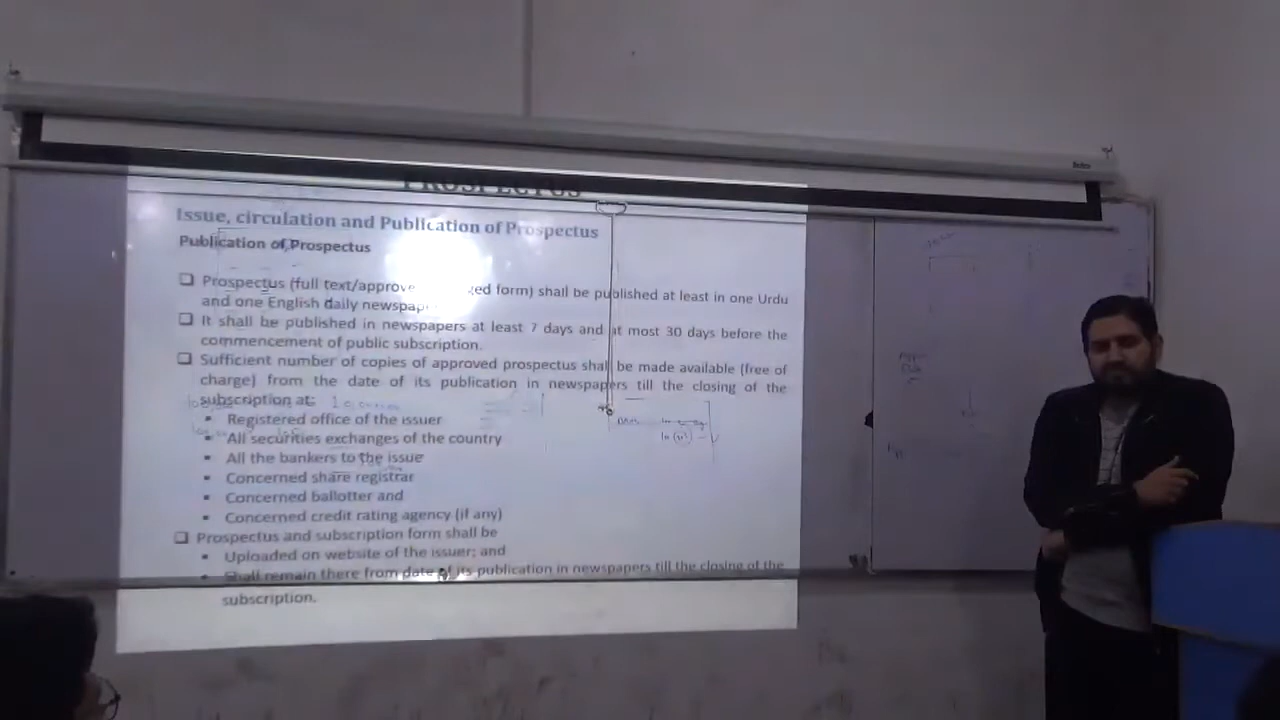 PROSPECTUS
Issue, circulation and Publication of Prospectus
Publication of Prospectus
❑ Prospectus (full text/approve ged form) shall be published at least in one Urdu
and one English daily newspap
❑ It shall be published in newspapers at least 7 days and at most 30 days before the
commencement of public subscription.
❑ Sufficient number of copies of approved prospectus shall be made available (free of
charge) from the date of its publication in newspapers till the closing of the
subscription at:
▪ Registered office of the issuer
▪ All securities exchanges of the country
▪ All the bankers to the issue
▪ Concerned share registrar
▪ Concerned ballotter and
▪ Concerned credit rating agency (if any)
❑ Prospectus and subscription form shall be
▪ Uploaded on website of the issuer; and
▪ Shall remain there from date of its publication in newspapers till the closing of the
subscription.